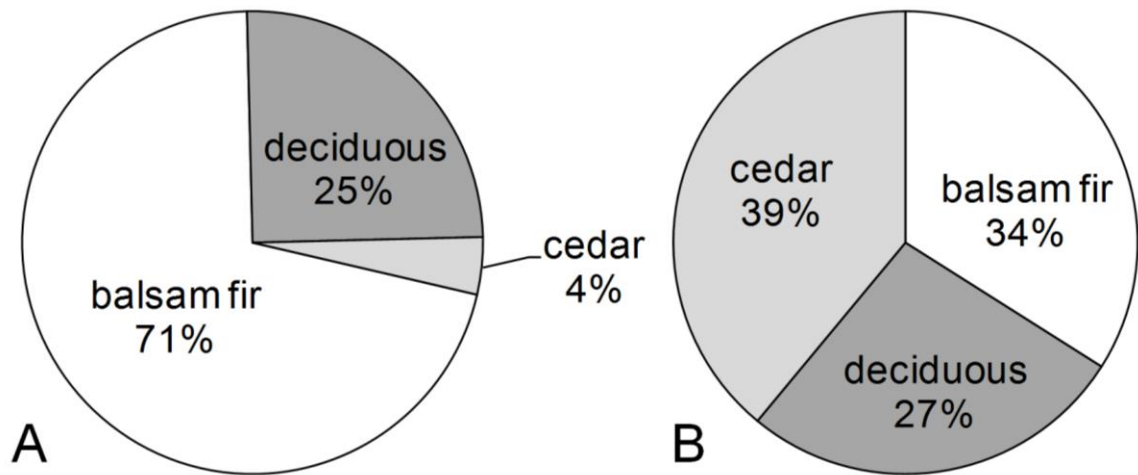 deciduous
25%
cedar
4%
balsam fir
71%
A
cedar
39%
balsam fir
34%
deciduous
27%
B